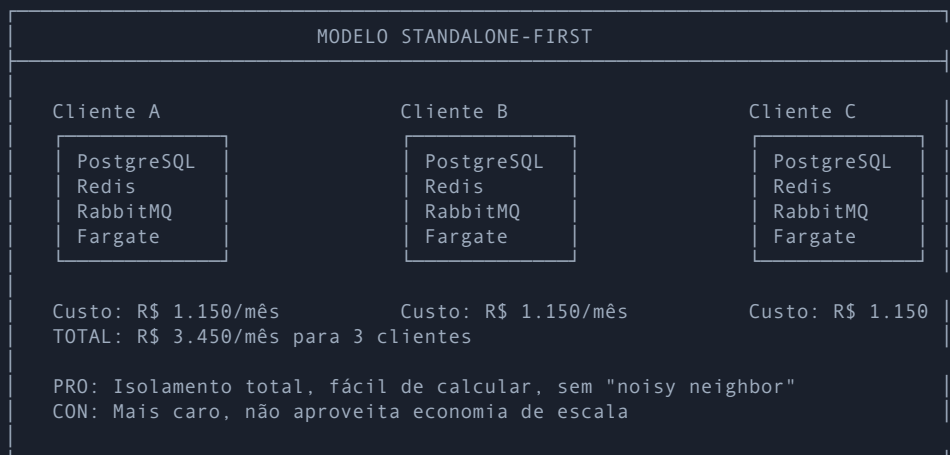 MODELO STANDALONE-FIRST
Cliente A Cliente B Cliente C
PostgreSQL PostgreSQL PostgreSQL
Redis Redis Redis
RabbitMQ RabbitMQ RabbitMQ
Fargate Fargate Fargate
Custo: R$ 1.150/mês Custo: R$ 1.150/mês Custo: R$ 1.150
TOTAL: R$ 3.450/mês para 3 clientes
PRO: Isolamento total, fácil de calcular, sem "noisy neighbor"
CON: Mais caro, não aproveita economia de escala